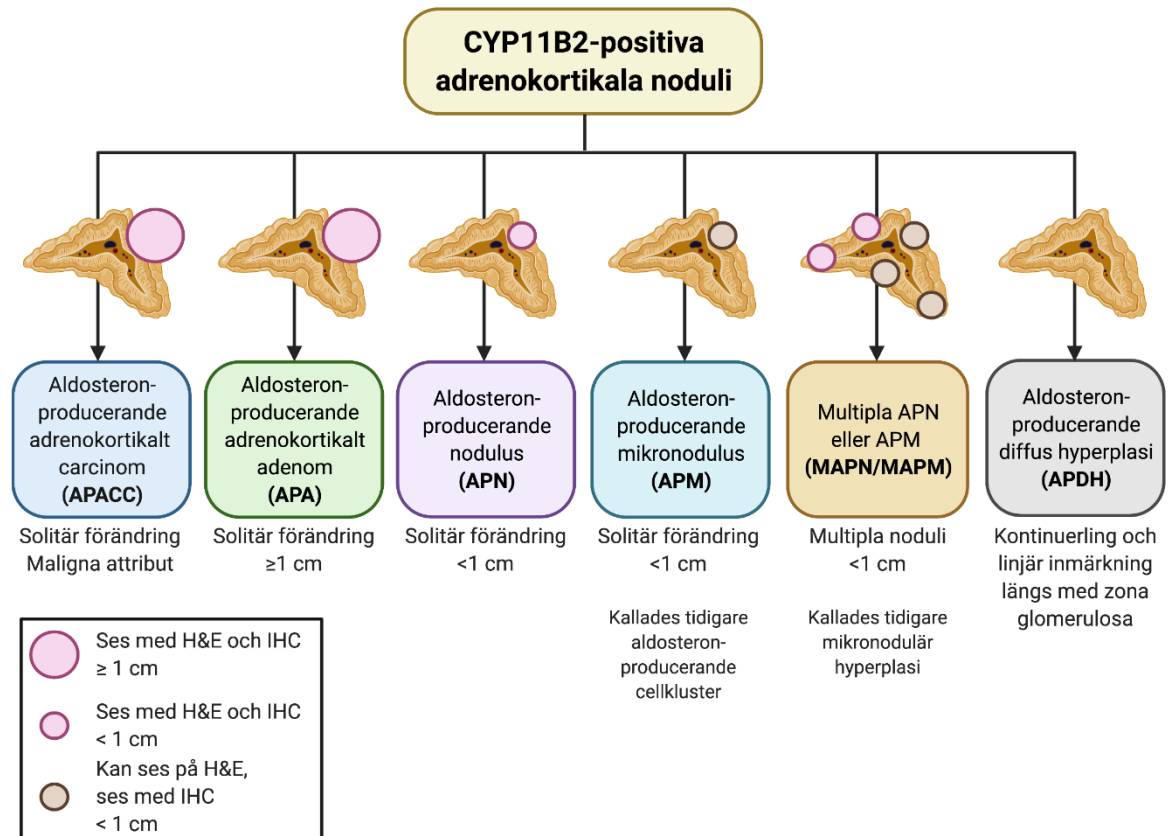 CYP11B2-positiva
adrenokortikala noduli
Aldosteron-
producerande
adrenokortikalt
carcinom
(APACC)
Solitär förändring
Maligna attribut
Aldosteron-
producerande
adrenokortikalt
adenom
(APA)
Solitär förändring
≥1 cm
Aldosteron-
producerande
nodulus
(APN)
Solitär förändring
<1 cm
Aldosteron-
producerande
mikronodulus
(APM)
Solitär förändring
<1 cm
Kallades tidigare
aldosteron-
producerande
cellkluster
Multipla APN
eller APM
(MAPN/MAPM)
Multipla noduli
<1 cm
Kallades tidigare
mikronodulär
hyperplasi
Aldosteron-
producerande
diffus hyperplasi
(APDH)
Kontinuerling och
linjär inmärkning
längs med zona
glomerulosa
Ses med H&E och IHC
≥ 1 cm
Ses med H&E och IHC
< 1 cm
Kan ses på H&E,
ses med IHC
< 1 cm